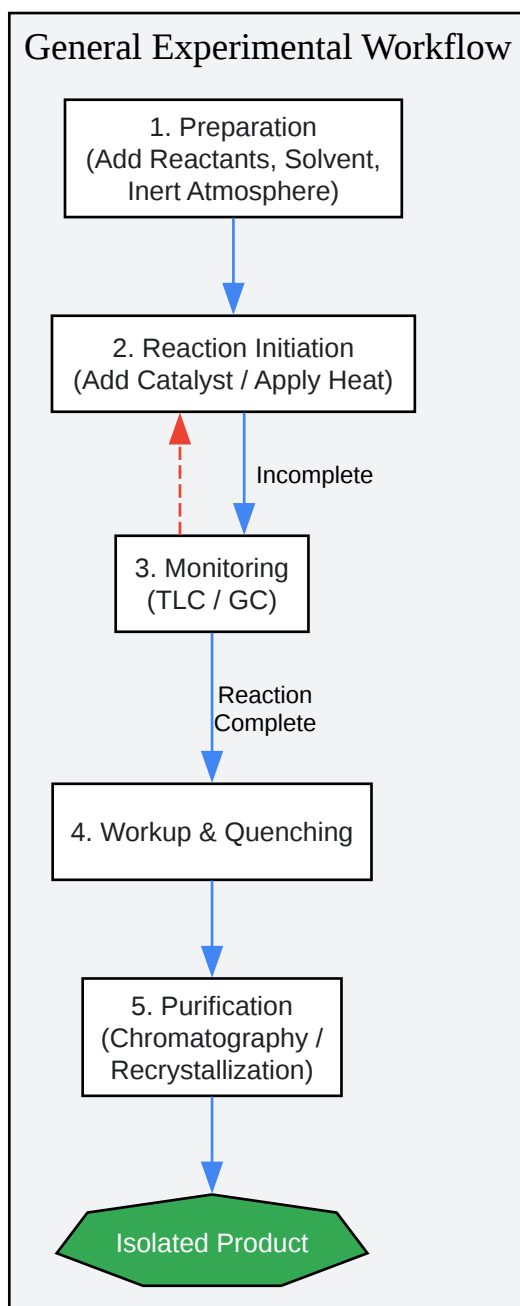 General Experimental Workflow
1. Preparation
(Add Reactants, Solvent,
Inert Atmosphere)
2. Reaction Initiation
(Add Catalyst / Apply Heat)
Incomplete
3. Monitoring
(TLC / GC)
Reaction
Complete
4. Workup & Quenching
5. Purification
(Chromatography /
Recrystallization)
Isolated Product